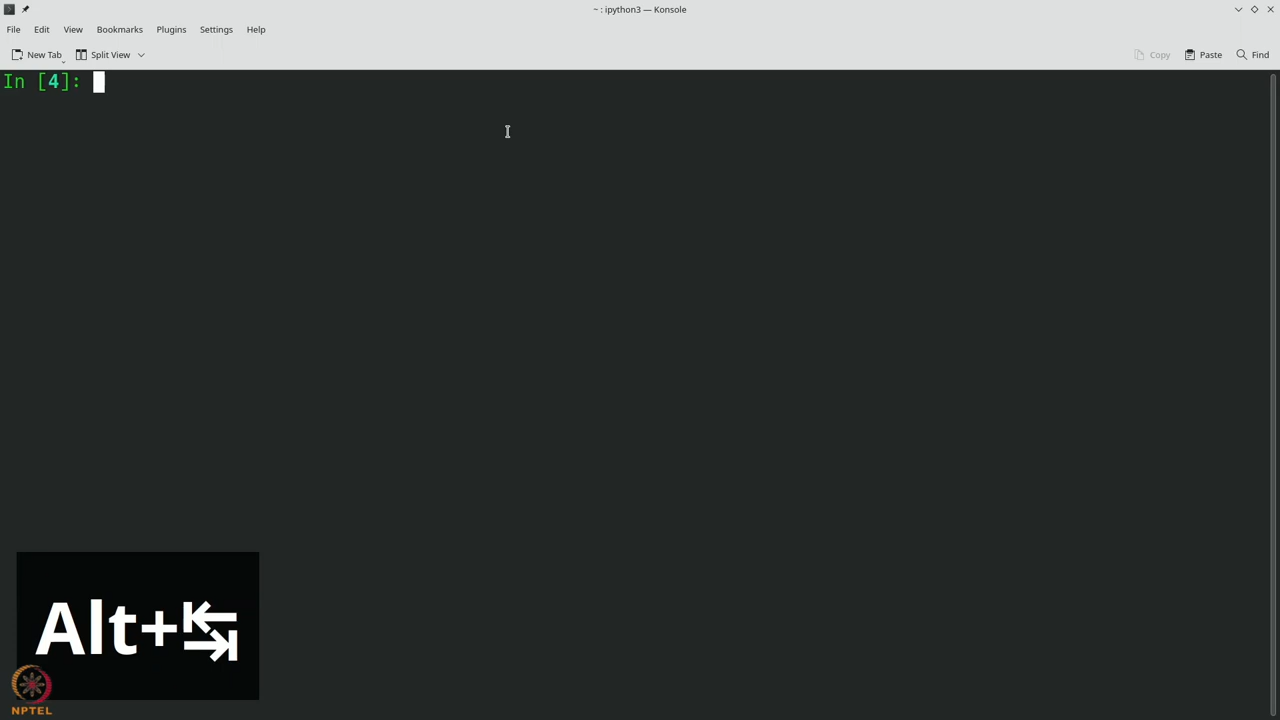 ~ : ipython3 — Konsole
File Edit View Bookmarks Plugins Settings Help
New Tab Split View Copy Paste Find
In [4]:
Alt+↹
NPTEL